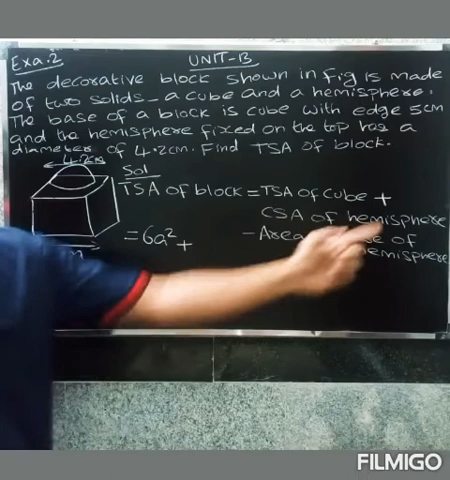 Exa.2
UNIT-B
The decorative block shown in fig is made
of two solids - a cube and a hemisphere.
The base of a block is cube with edge 5cm
and the hemisphere fixed on the top has a
diameter of 4.2cm. Find TSA of block.
4.2cm
Sol
TSA of block = TSA of cube +
CSA of hemisphere
- Area of
hemisphere
= 6a² +
FILMIGO